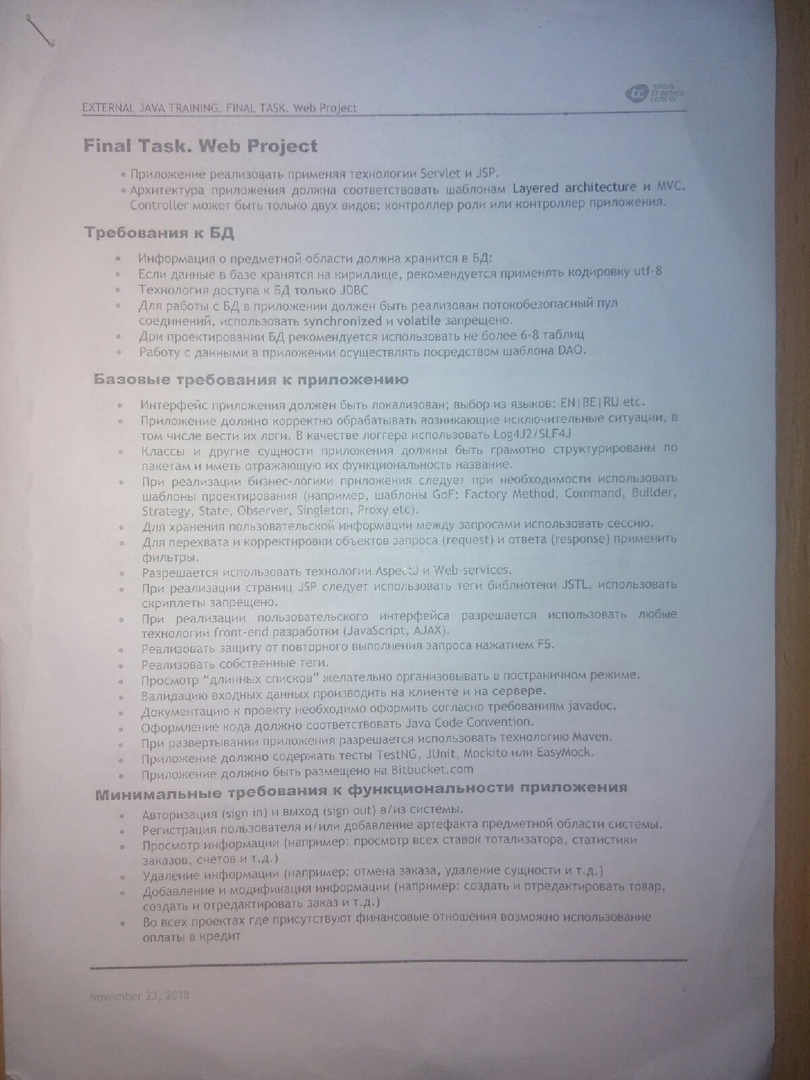 EXTERNAL JAVA TRAINING. FINAL TASK. Web Project
tc
training
center
Final Task. Web Project
• Приложение реализовать применяя технологии Servlet и JSP.
• Архитектура приложения должна соответствовать шаблонам Layered architecture и MVC.
Controller может быть только двух видов: контроллер роли или контроллер приложения.
Требования к БД
• Информация о предметной области должна хранится в БД:
• Если данные в базе хранятся на кириллице, рекомендуется применять кодировку utf-8
• Технология доступа к БД только JDBC
• Для работы с БД в приложении должен быть реализован потокобезопасный пул
соединений, использовать synchronized и volatile запрещено.
• При проектировании БД рекомендуется использовать не более 6-8 таблиц
• Работу с данными в приложении осуществлять посредством шаблона DAO.
Базовые требования к приложению
• Интерфейс приложения должен быть локализован; выбор из языков: EN|BE|RU etc.
• Приложение должно корректно обрабатывать возникающие исключительные ситуации, в
том числе вести их логи. В качестве логгера использовать Log4J2/SLF4J
• Классы и другие сущности приложения должны быть грамотно структурированы по
пакетам и иметь отражающую их функциональность название.
• При реализации бизнес-логики приложения следует при необходимости использовать
шаблоны проектирования (например, шаблоны GoF: Factory Method, Command, Builder,
Strategy, State, Observer, Singleton, Proxy etc).
• Для хранения пользовательской информации между запросами использовать сессию.
• Для перехвата и корректировки объектов запроса (request) и ответа (response) применить
фильтры.
• Разрешается использовать технологии AspectJ и Web-services.
• При реализации страниц JSP следует использовать теги библиотеки JSTL, использовать
скриплеты запрещено.
• При реализации пользовательского интерфейса разрешается использовать любые
технологии front-end разработки (JavaScript, AJAX).
• Реализовать защиту от повторного выполнения запроса нажатием F5.
• Реализовать собственные теги.
• Просмотр “длинных списков” желательно организовывать в постраничном режиме.
• Валидацию входных данных производить на клиенте и на сервере.
• Документацию к проекту необходимо оформить согласно требованиям javadoc.
• Оформление кода должно соответствовать Java Code Convention.
• При развертывании приложения разрешается использовать технологию Maven.
• Приложение должно содержать тесты TestNG, JUnit, Mockito или EasyMock.
• Приложение должно быть размещено на Bitbucket.com
Минимальные требования к функциональности приложения
• Авторизация (sign in) и выход (sign out) в/из системы.
• Регистрация пользователя и/или добавление артефакта предметной области системы.
• Просмотр информации (например: просмотр всех ставок тотализатора, статистики
заказов, счетов и т.д.)
• Удаление информации (например: отмена заказа, удаление сущности и т.д.)
• Добавление и модификация информации (например: создать и отредактировать товар,
создать и отредактировать заказ и т.д.)
• Во всех проектах где присутствуют финансовые отношения возможно использование
оплаты в кредит
November 23, 2018